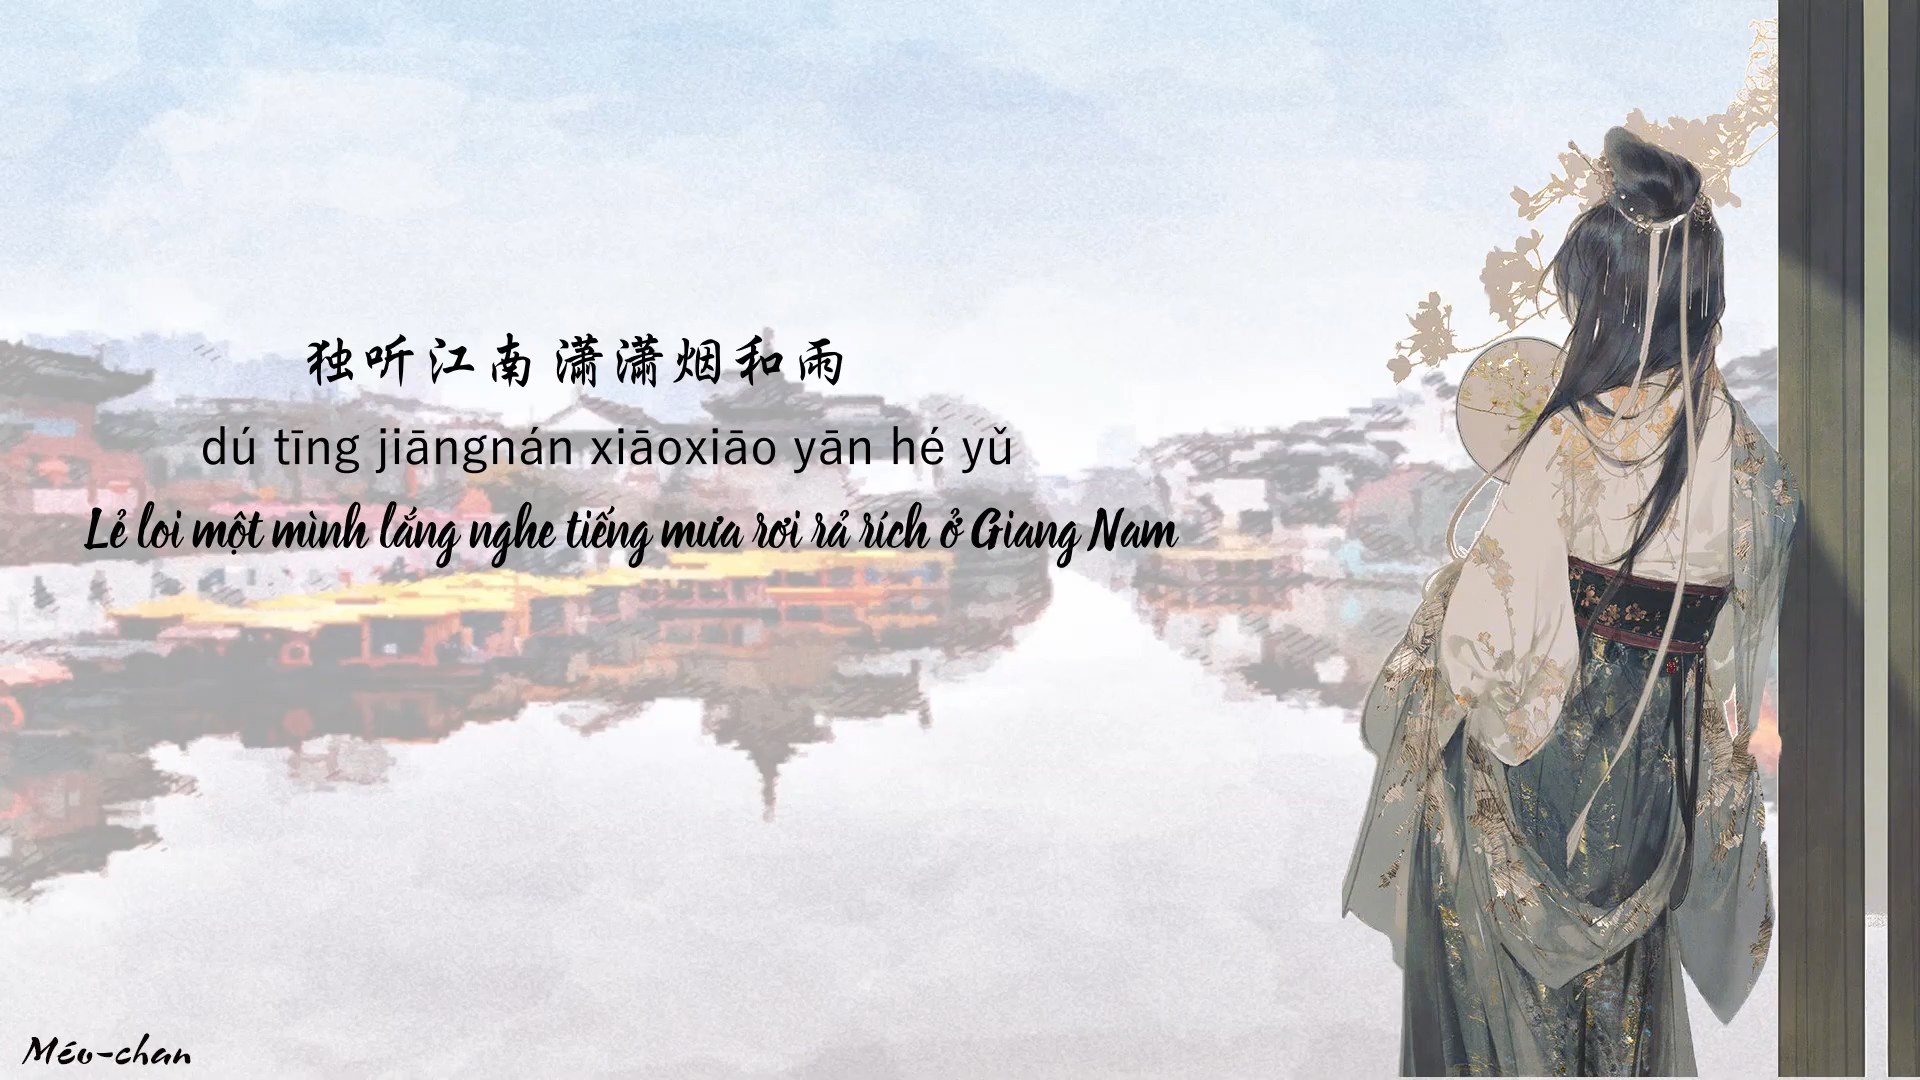 独听江南 潇潇烟和雨
dú tīng jiāngnán xiāoxiāo yān hé yǔ
Lẻ loi một mình lắng nghe tiếng mưa rơi rả rích ở Giang Nam
Méo-chan